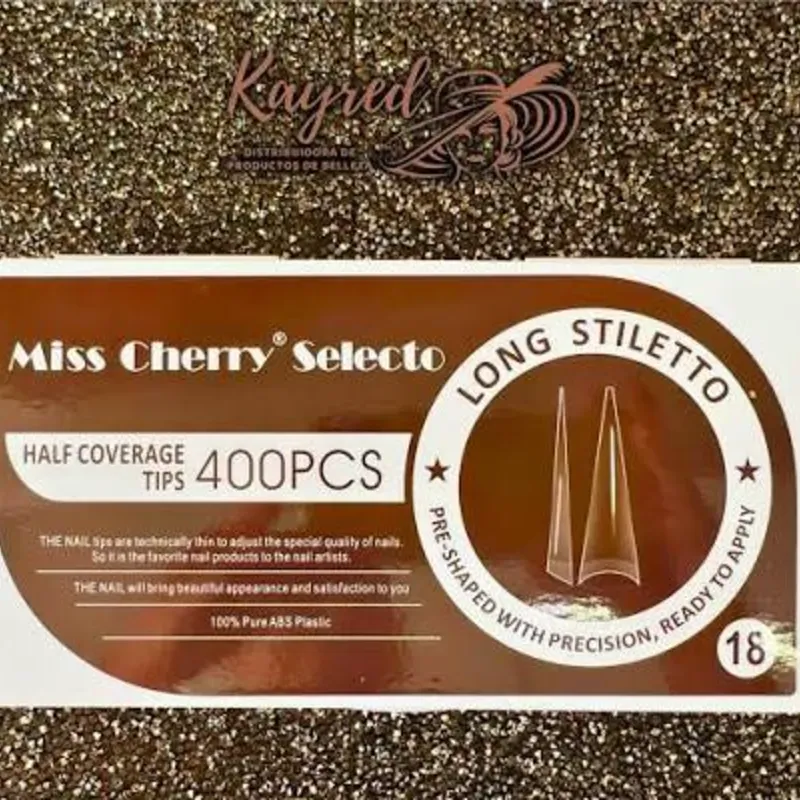 Kayred
DISTRIBUIDORA DE
PRODUCTOS DE BELLEZA
Miss Cherry® Selecto
HALF COVERAGE
TIPS 400PCS
THE NAIL tips are technically thin to adjust the special quality of nails.
So it is the favorite nail products to the nail artists.
THE NAIL will bring beautiful appearance and satisfaction to you
100% Pure ABS Plastic
LONG STILETTO
PRE-SHAPED WITH PRECISION, READY TO APPLY
18